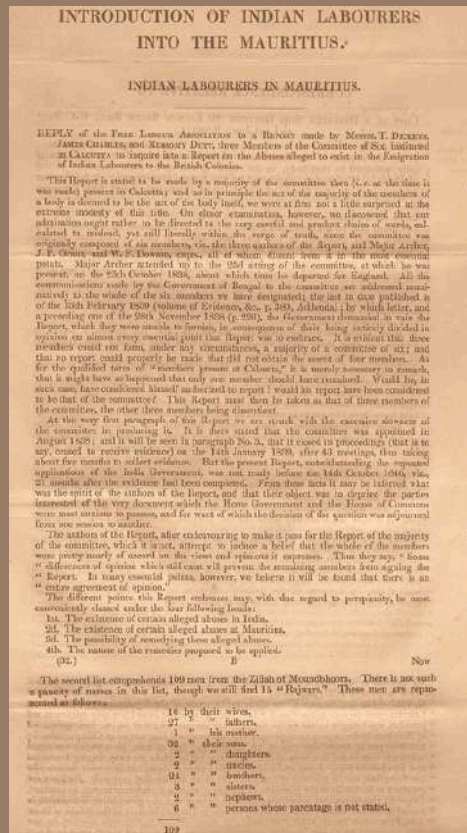 INTRODUCTION OF INDIAN LABOURERS
INTO THE MAURITIUS.
INDIAN LABOURERS IN MAURITIUS.
REPLY of the FREE LABOUR ASSOCIATION to a REPORT made by Messrs. T. DICKENS,
JAMES CHARLES, and RUSSOMY DUTT, three Members of the Committee of Six, instituted
at CALCUTTA to inquire into a Report on the Abuses alleged to exist in the Emigration
of Indian Labourers to the British Colonies.
This Report is stated to be made by a majority of the committee then (i. e. at the time it
was made) present in Calcutta; and as in principle the act of the majority of the members of
a body is deemed to be the act of the body itself, we were at first not a little surprised at the
extreme modesty of this title. On closer examination, however, we discovered that our
admiration ought rather to be directed to the very careful and prudent choice of words,
to mislead, yet still literally within the verge of truth, since the committee was
originally composed of six members, viz. the three authors of the Report, and Major Archer,
J. P. Grant, and W. F. Dowson, esqrs., all of whom dissent from it in the most essential
points. Major Archer attended up to the 23d sitting of the committee, at which he was
present, on the 25th October 1838, about which time he departed for England. All the
communications made by the Government of Bengal to the committee are addressed
to the whole of the six members we have designated; the last in date published is
of the 15th February 1839 (volume of Evidence, &c., p. Addenda; by which letter, and
a preceding one of the 28th November 1838 (p. the Government demanded in vain the
Report, which they were unable to furnish, in consequence of their being entirely divided in
opinion on almost every essential point that Report was to embrace. It is evident that three
members could not form, under any circumstances, a majority of a committee of six; and
that no report could properly be made that did not obtain the assent of four members. As
for the qualified term of "members present at Calcutta," it is merely necessary to remark,
that it might have so happened that only one member should have remained. Would he, in
such case, have considered himself authorized to report? would his report have been considered
to be that of the committee? This Report must then be taken as that of three members of
the committee, the other three members being dissentient.
At the very first paragraph of this Report we are struck with the excessive slowness of
the committee in producing it. It is there stated that the committee was appointed in
August 1838; and it will be seen in paragraph No. 3, that it closed its proceedings (that is to
say, ceased to receive evidence) on the 14th January 1839, after 43 meetings, thus taking
about five months to collect evidence. But the present Report, notwithstanding the repeated
applications of the India Government, was not ready before the 14th October 1840, viz.,
21 months after the evidence had been completed. From these facts it may be inferred what
was the spirit of the authors of the Report, and that their object was to deprive the parties
interested of the very document which the Home Government and the House of Commons
were most anxious to possess, and for want of which the decision of the question was adjourned
from one session to another.
The authors of the Report, after endeavouring to make it pass for the Report of the majority
of the committee, which it is not, attempt to induce a belief that the whole of the members
were pretty nearly of accord on the views and opinions it expresses. Thus they say, "Some
" differences of opinion which still exist will prevent the remaining members from signing the
" Report. In many essential points, however, we believe it will be found that there is an
" entire agreement of opinion."
The different points this Report embraces may, with due regard to perspicuity, be most
conveniently classed under the four following heads:
1st. The existence of certain alleged abuses in India.
2d. The existence of certain alleged abuses at Mauritius.
3d. The possibility of remedying these alleged abuses.
4th. The nature of the remedies proposed to be applied.
B Now
The second list comprehends 109 men from the Zillah of Moundbhoors. There is not such
a paucity of names in this list, though we still find 15 "Rajwars." These men are repre-
sented as follows:
16 by their wives.
27 " " fathers.
1 " his mother.
32 " their sons.
2 " " daughters.
2 " " uncles.
21 " " brothers.
3 " " sisters.
2 " " nephews.
6 " " persons whose parentage is not stated.
109